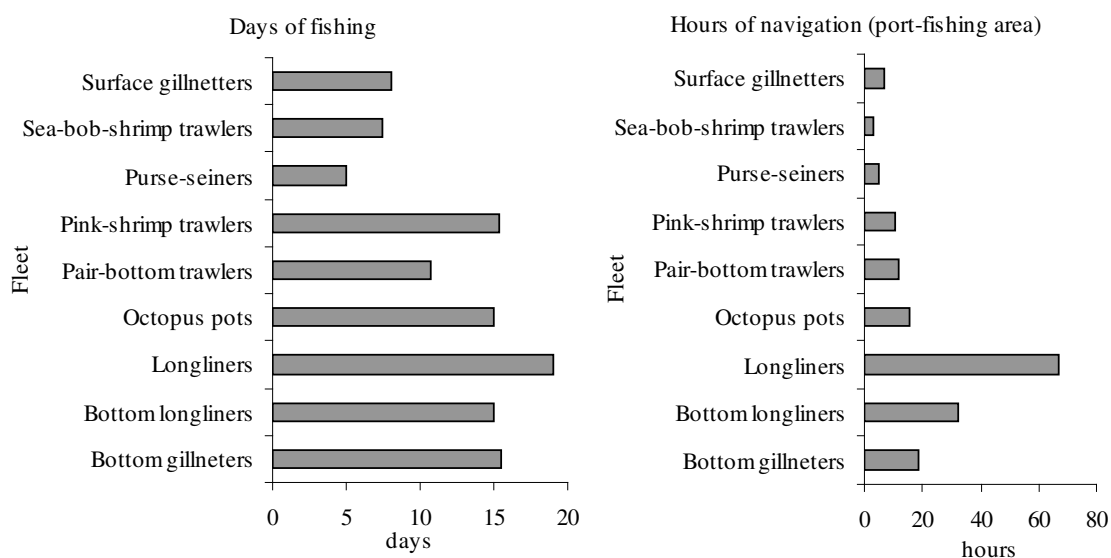 Days of fishing
Surface gillnetters
Sea-bob-shrimp trawlers
Purse-seiners
Pink-shrimp trawlers
Pair-bottom trawlers
Octopus pots
Longliners
Bottom longliners
Bottom gillneters
Fleet
0 5 10 15 20
days
Hours of navigation (port-fishing area)
Surface gillnetters
Sea-bob-shrimp trawlers
Purse-seiners
Pink-shrimp trawlers
Pair-bottom trawlers
Octopus pots
Longliners
Bottom longliners
Bottom gillneters
Fleet
0 20 40 60 80
hours